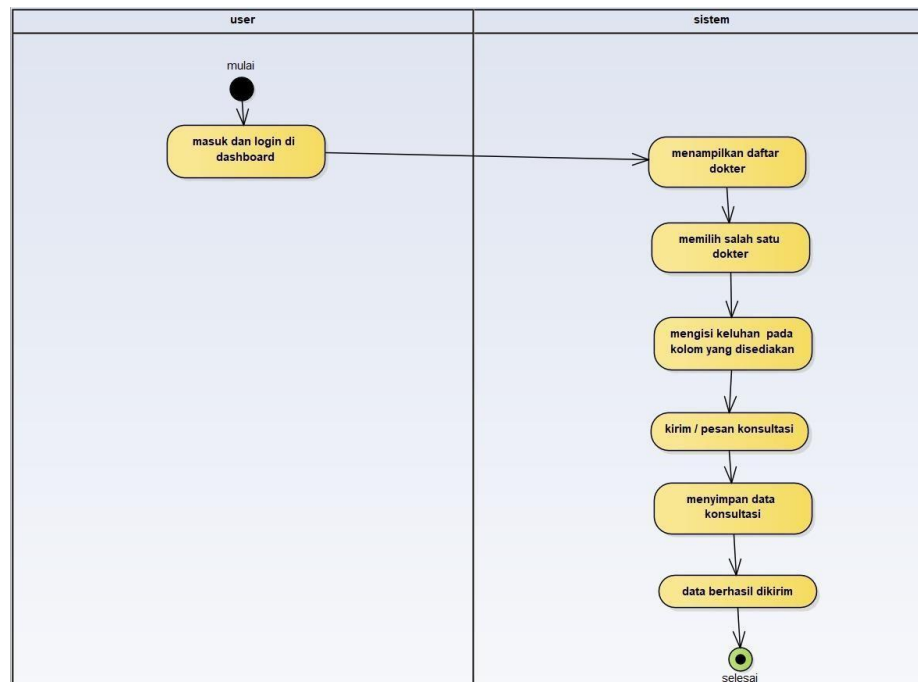 user
sistem
mulai
masuk dan login di
dashboard
menampilkan daftar
dokter
memilih salah satu
dokter
mengisi keluhan pada
kolom yang disediakan
kirim / pesan konsultasi
menyimpan data
konsultasi
data berhasil dikirim
selesai